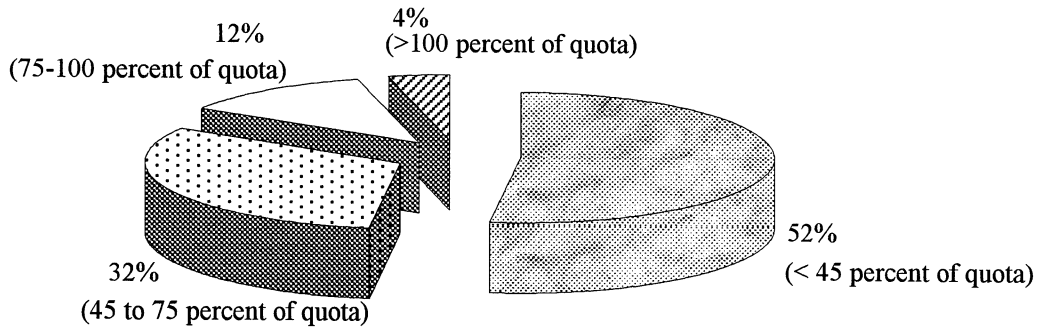 4%
(>100 percent of quota)
12%
(75-100 percent of quota)
52%
(< 45 percent of quota)
32%
(45 to 75 percent of quota)